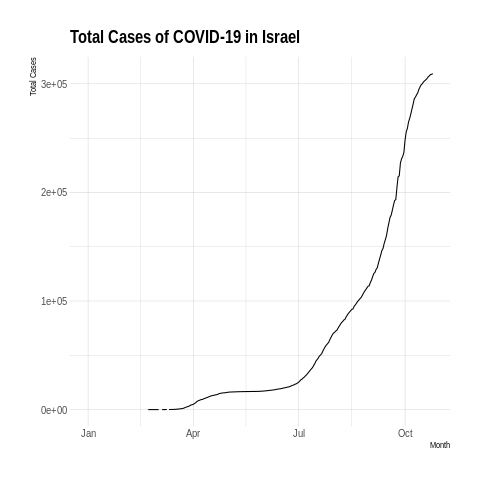 Total Cases of COVID-19 in Israel
Total Cases
3e+05
2e+05
1e+05
0e+00
Jan Apr Jul Oct
Month